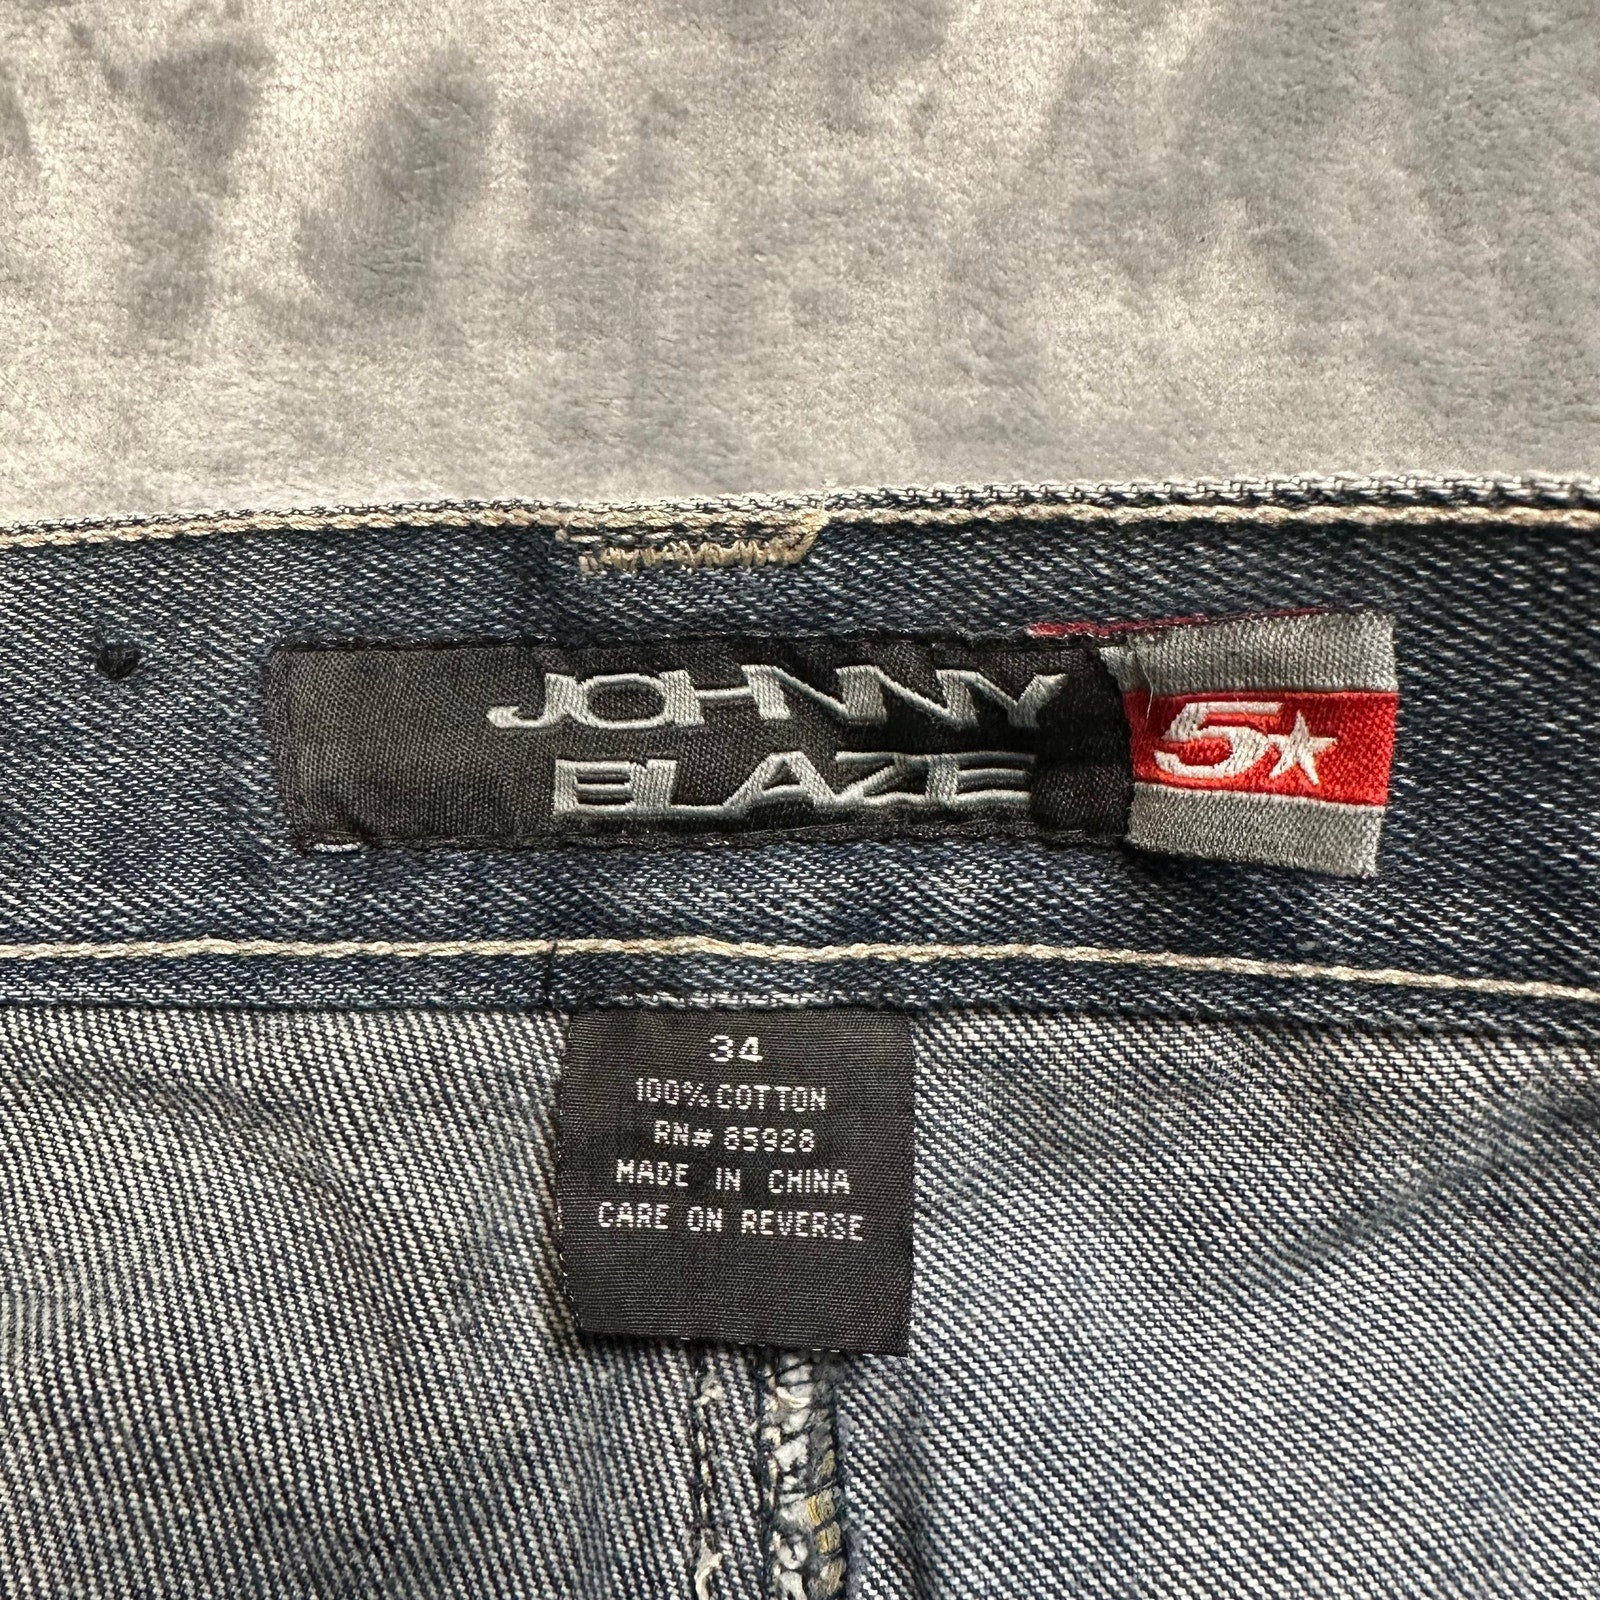 JOHNNY
BLAZE
5★
34
100% COTTON
RN# 85928
MADE IN CHINA
CARE ON REVERSE